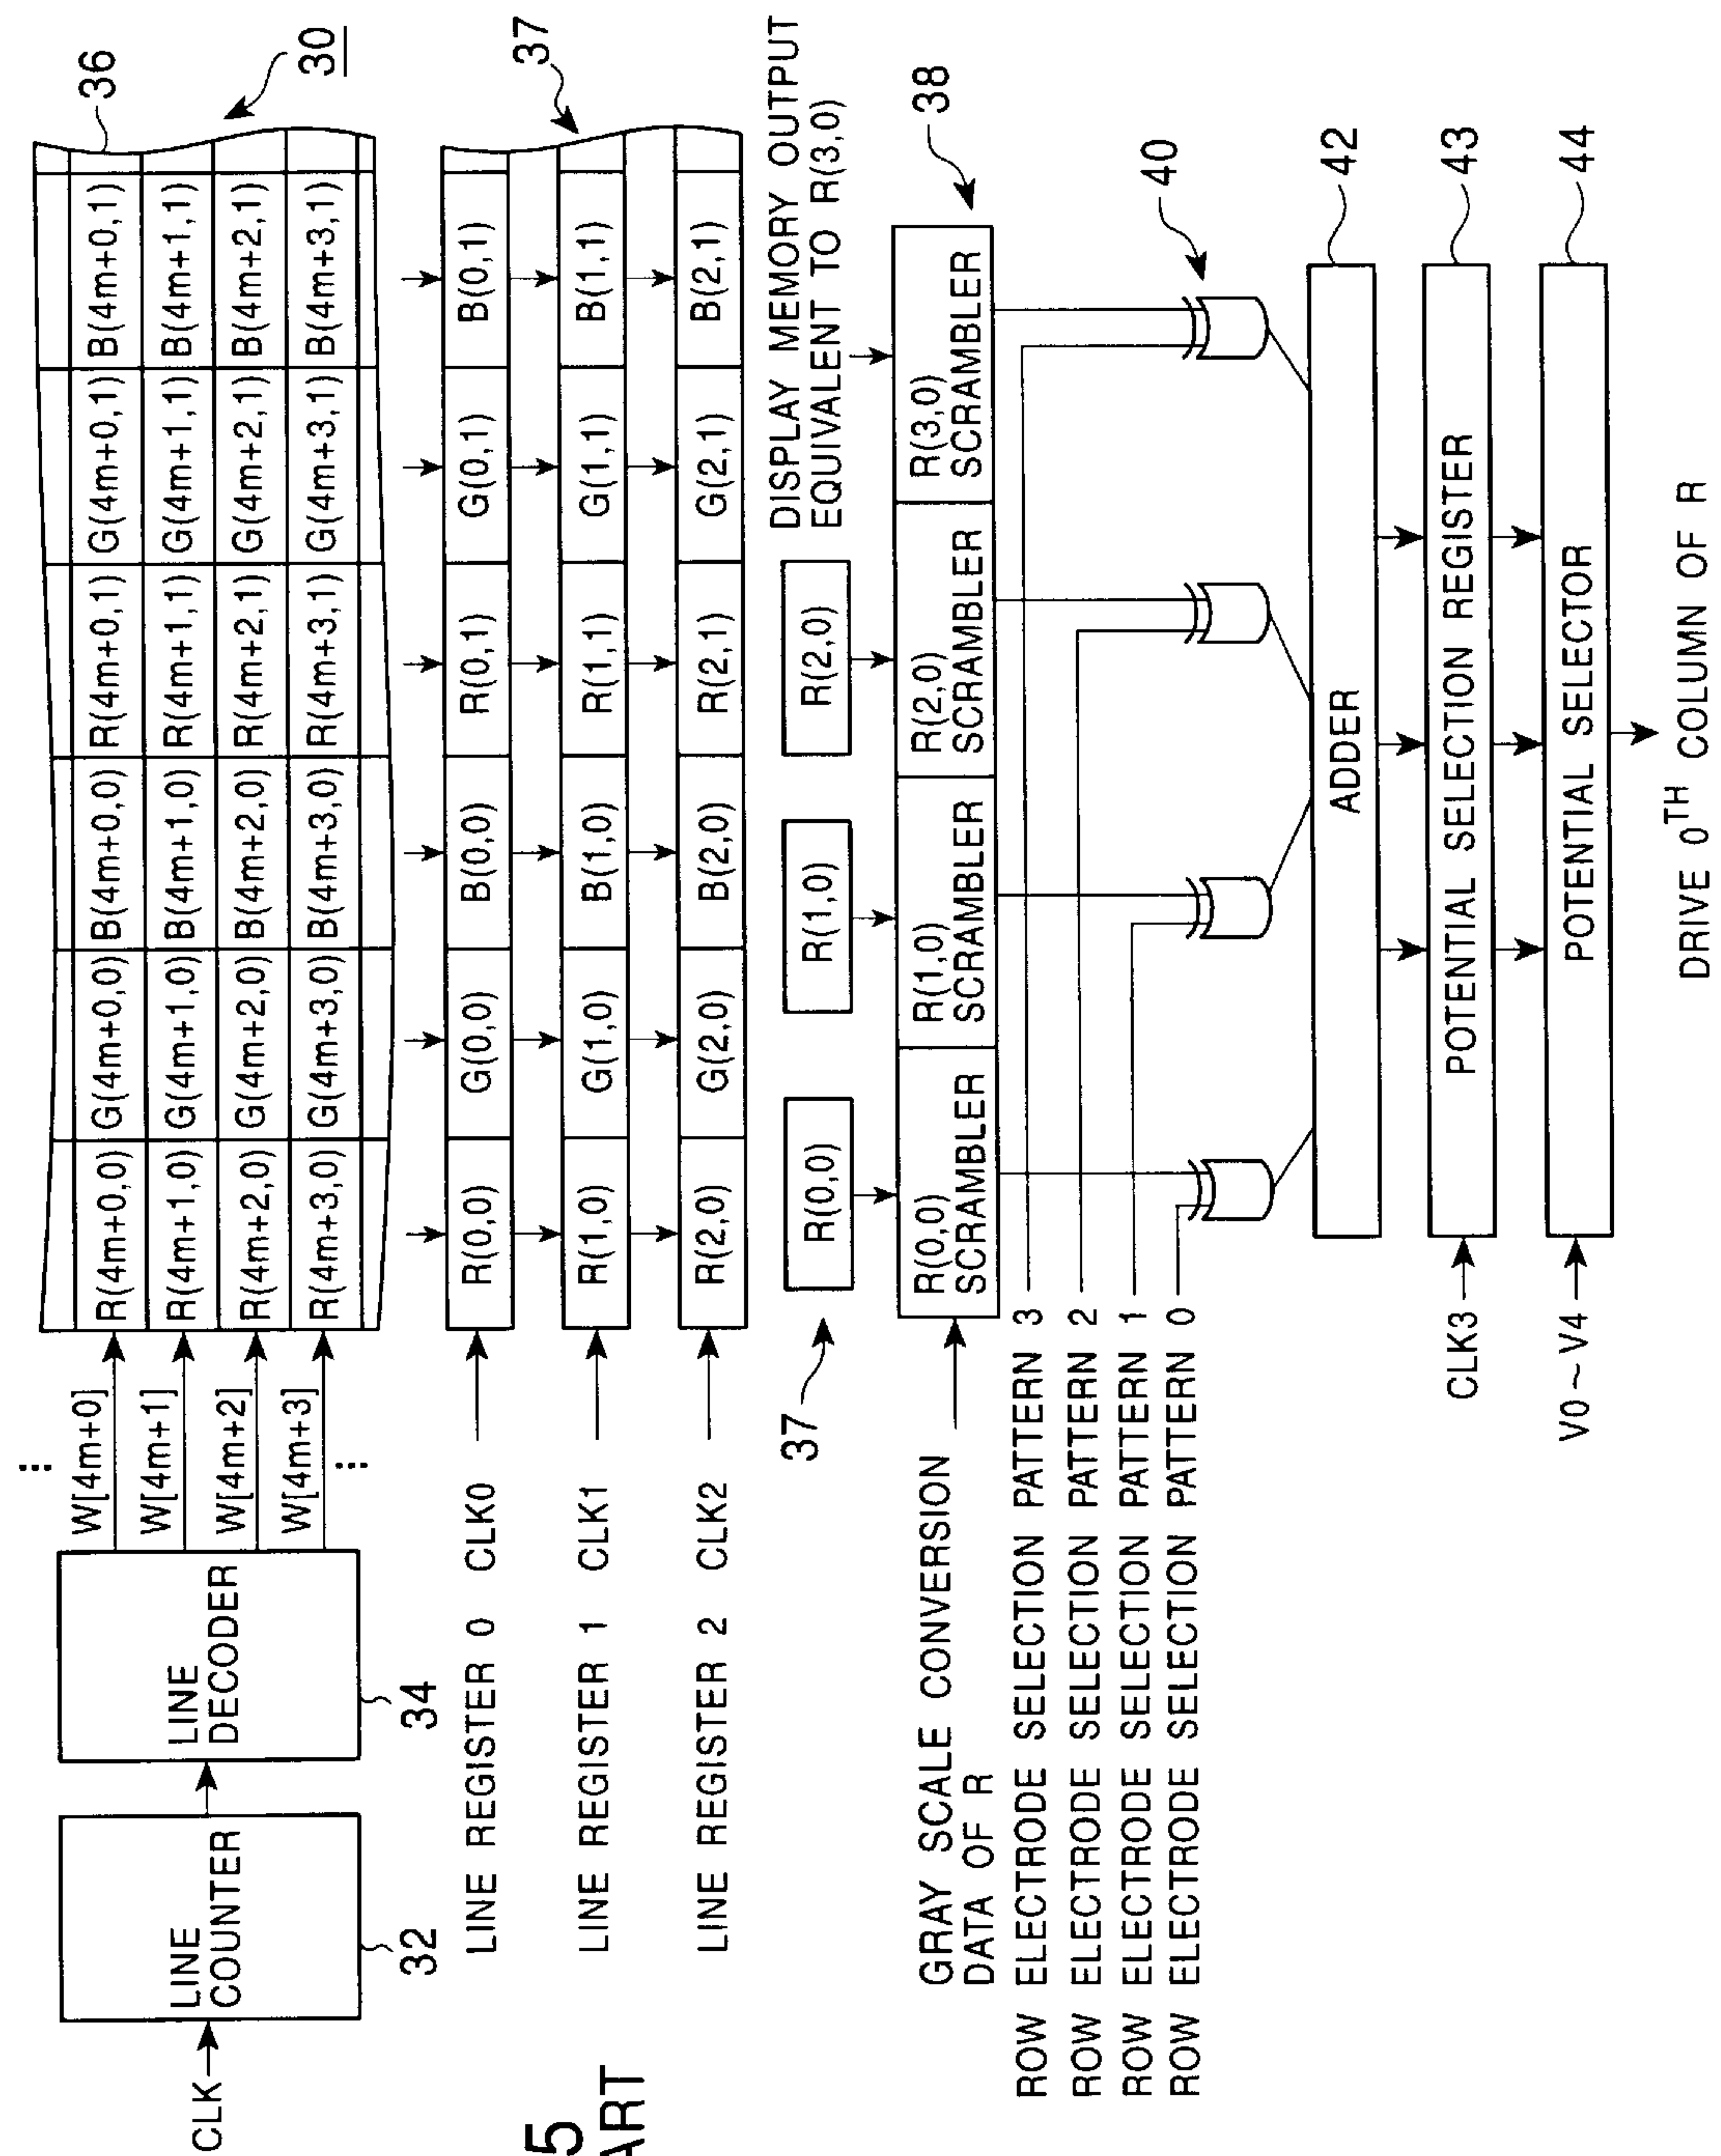 CLK
LINE
COUNTER
32
LINE
DECODER
34
...
W[4m+0]
W[4m+1]
W[4m+2]
W[4m+3]
...
36
30
R(4m+0,0) G(4m+0,0) B(4m+0,0) R(4m+0,1) G(4m+0,1) B(4m+0,1)
R(4m+1,0) G(4m+1,0) B(4m+1,0) R(4m+1,1) G(4m+1,1) B(4m+1,1)
R(4m+2,0) G(4m+2,0) B(4m+2,0) R(4m+2,1) G(4m+2,1) B(4m+2,1)
R(4m+3,0) G(4m+3,0) B(4m+3,0) R(4m+3,1) G(4m+3,1) B(4m+3,1)
37
LINE REGISTER 0 CLK0 R(0,0) G(0,0) B(0,0) R(0,1) G(0,1) B(0,1)
LINE REGISTER 1 CLK1 R(1,0) G(1,0) B(1,0) R(1,1) G(1,1) B(1,1)
LINE REGISTER 2 CLK2 R(2,0) G(2,0) B(2,0) R(2,1) G(2,1) B(2,1)
5
ART
37
R(0,0) R(1,0) R(2,0)
DISPLAY MEMORY OUTPUT
EQUIVALENT TO R(3,0)
GRAY SCALE CONVERSION
DATA OF R
R(0,0)
SCRAMBLER
R(1,0)
SCRAMBLER
R(2,0)
SCRAMBLER
R(3,0)
SCRAMBLER
38
ROW ELECTRODE SELECTION PATTERN 3
ROW ELECTRODE SELECTION PATTERN 2
ROW ELECTRODE SELECTION PATTERN 1
ROW ELECTRODE SELECTION PATTERN 0
40
ADDER
42
CLK3
POTENTIAL SELECTION REGISTER
43
V0~V4
POTENTIAL SELECTOR
44
DRIVE 0TH COLUMN OF R